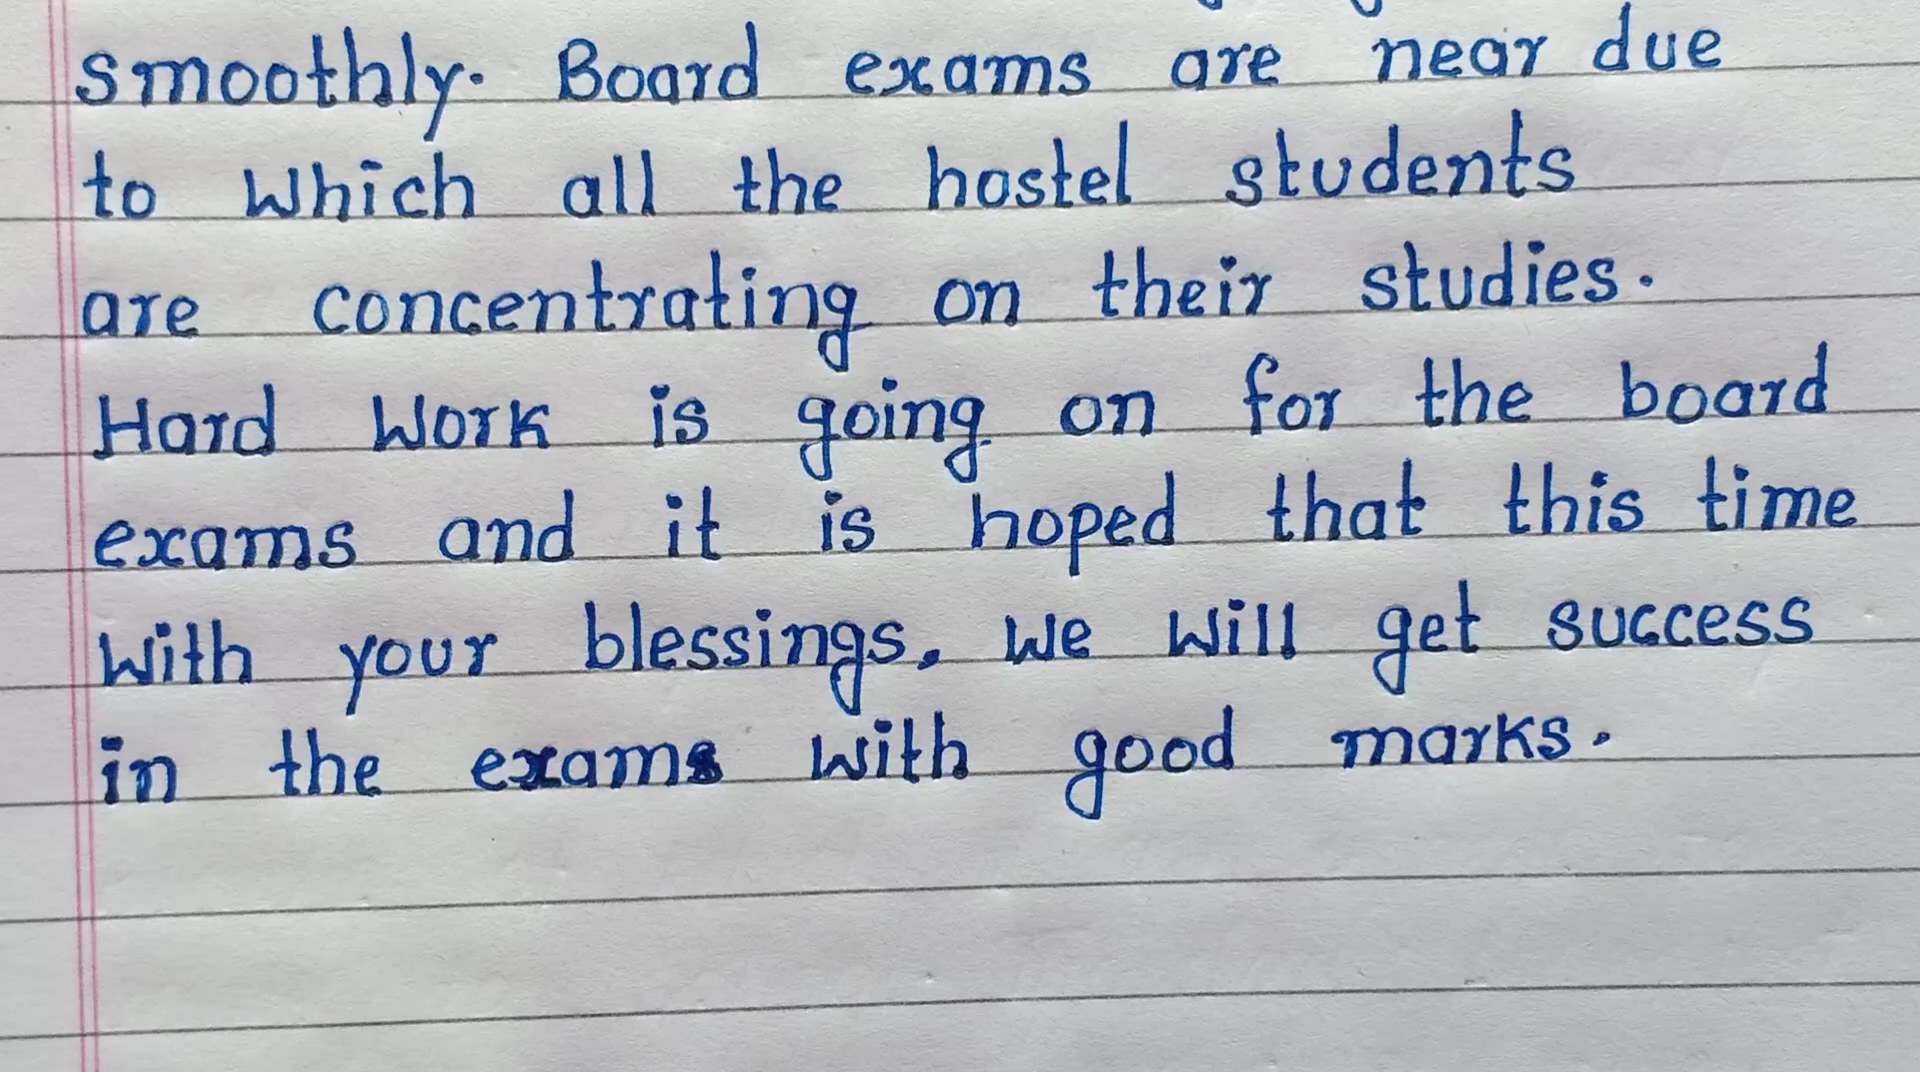 smoothly. Board exams are near due
to which all the hostel students
are concentrating on their studies.
Hard work is going on for the board
exams and it is hoped that this time
with your blessings, we will get success
in the exams with good marks.